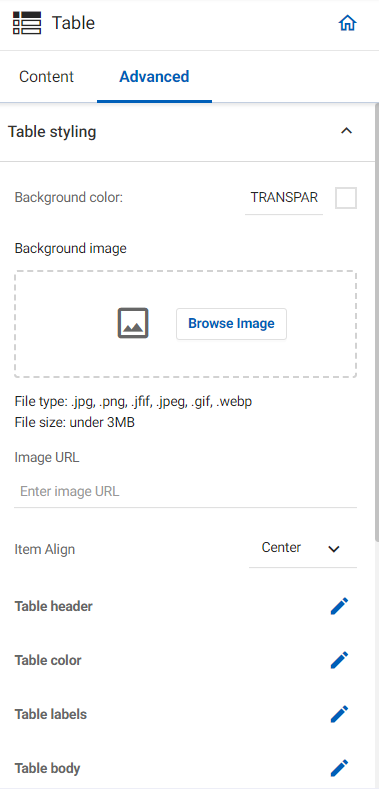 Table
Content Advanced
Table styling
Background color: TRANSPAR
Background image
Browse Image
File type: .jpg, .png, .jfif, .jpeg, .gif, .webp
File size: under 3MB
Image URL
Enter image URL
Item Align Center
Table header
Table color
Table labels
Table body